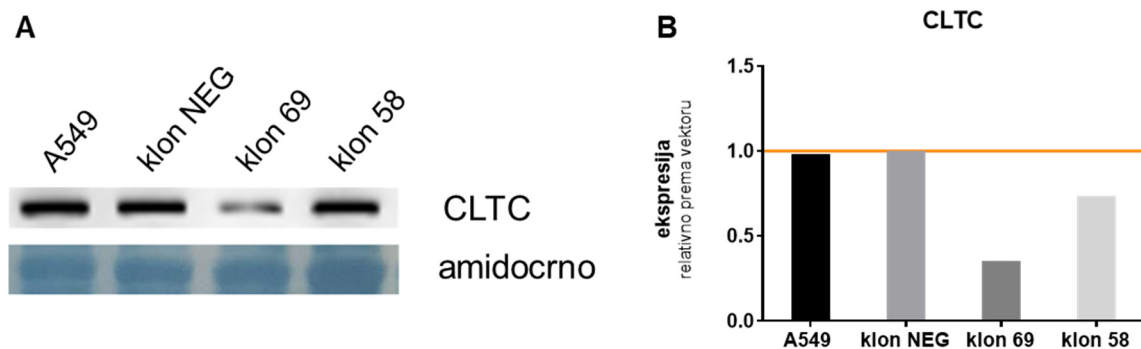 A
A549
klon NEG
klon 69
klon 58
CLTC
amidocrno
B
CLTC
ekspresija
relativno prema vektoru
1.5
1.0
0.5
0.0
A549
klon NEG
klon 69
klon 58